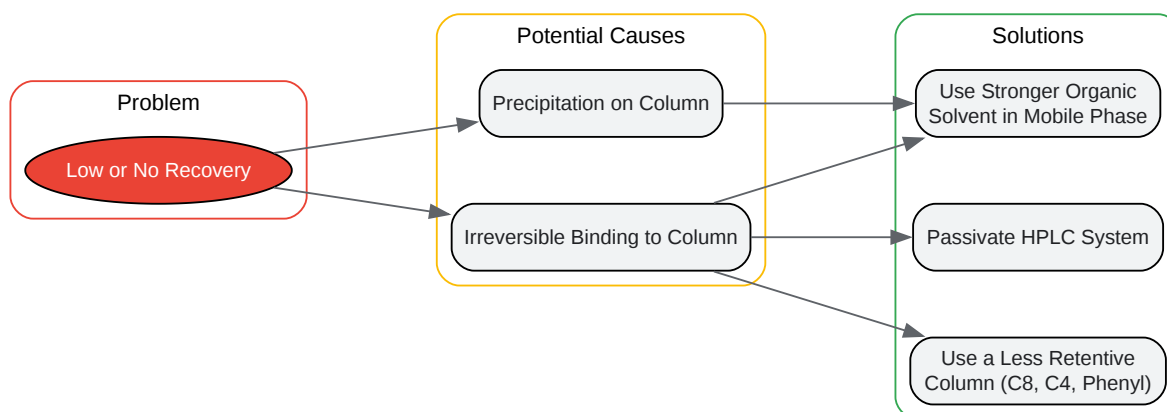 Problem
Low or No Recovery
Potential Causes
Precipitation on Column
Irreversible Binding to Column
Solutions
Use Stronger Organic
Solvent in Mobile Phase
Passivate HPLC System
Use a Less Retentive
Column (C8, C4, Phenyl)